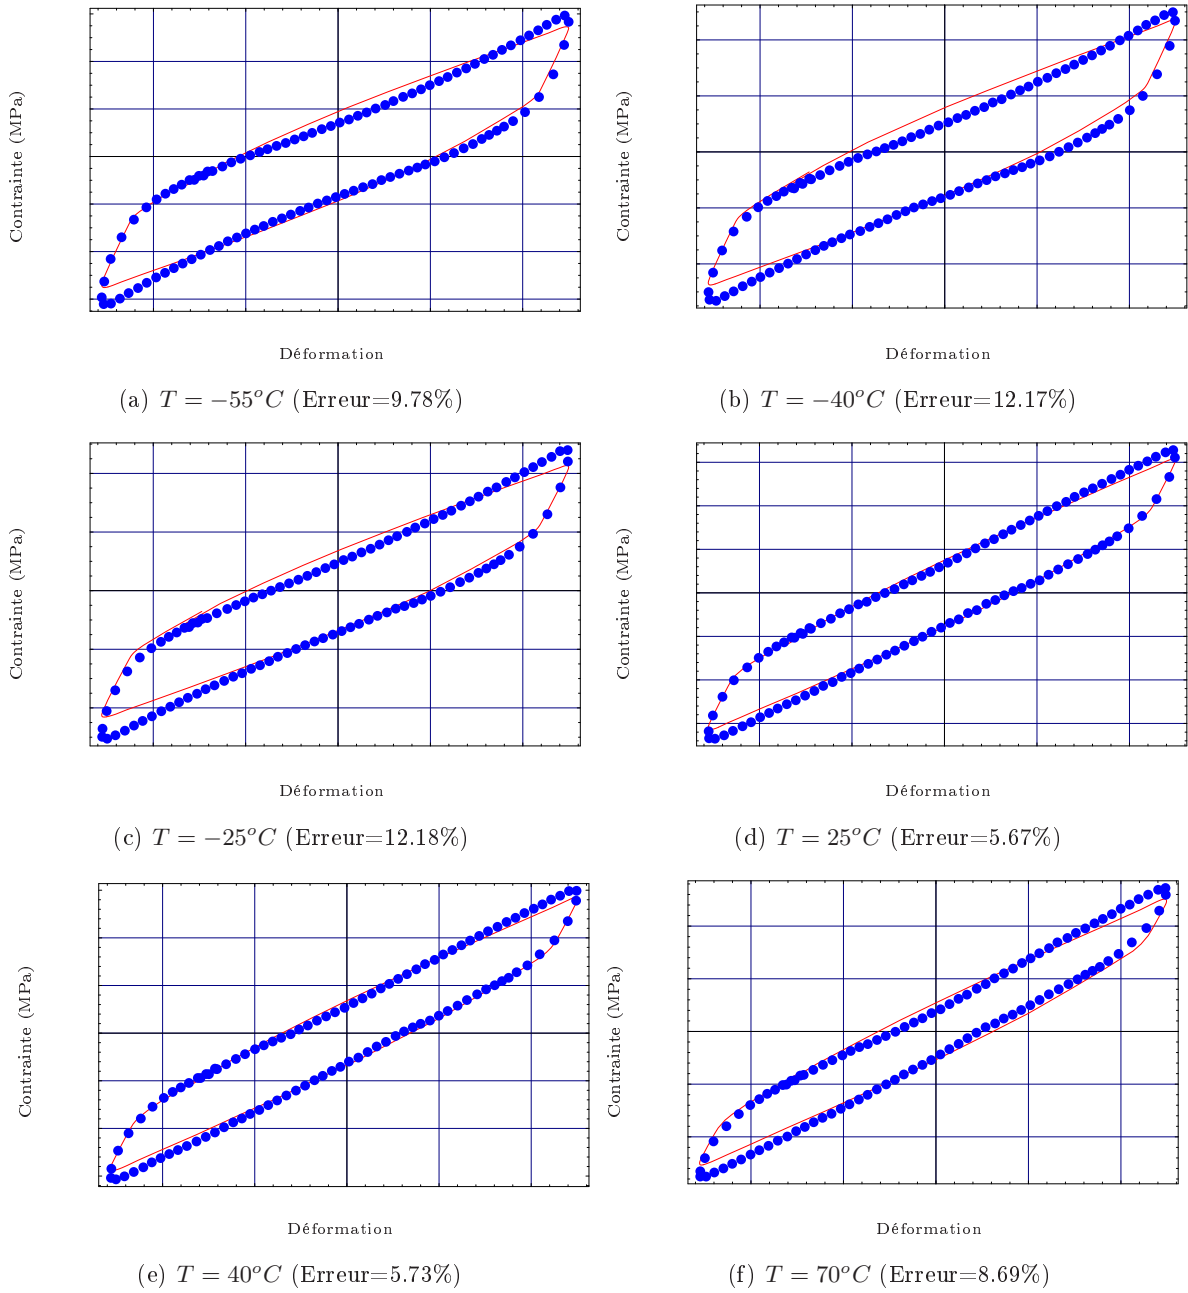 Contrainte (MPa)
Contrainte (MPa)
Déformation
Déformation
(a) T = −55°C (Erreur=9.78%)
(b) T = −40°C (Erreur=12.17%)
Contrainte (MPa)
Contrainte (MPa)
Déformation
Déformation
(c) T = −25°C (Erreur=12.18%)
(d) T = 25°C (Erreur=5.67%)
Contrainte (MPa)
Contrainte (MPa)
Déformation
Déformation
(e) T = 40°C (Erreur=5.73%)
(f) T = 70°C (Erreur=8.69%)